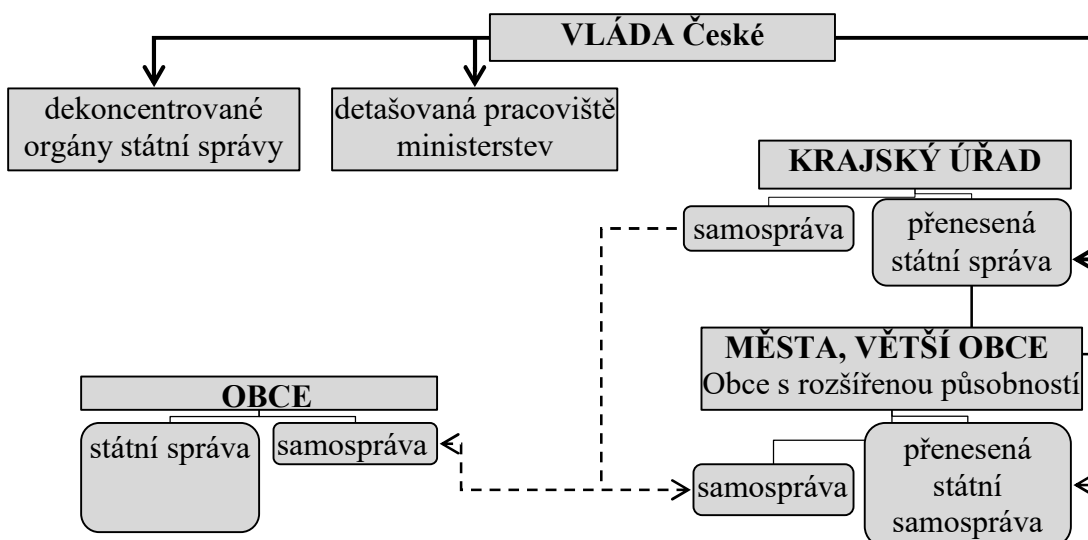 VLÁDA České
dekoncentrované
orgány státní správy
detašovaná pracoviště
ministerstev
KRAJSKÝ ÚŘAD
samospráva
přenesená
státní správa
MĚSTA, VĚTŠÍ OBCE
Obce s rozšířenou působností
OBCE
státní správa
samospráva
samospráva
přenesená
státní
samospráva